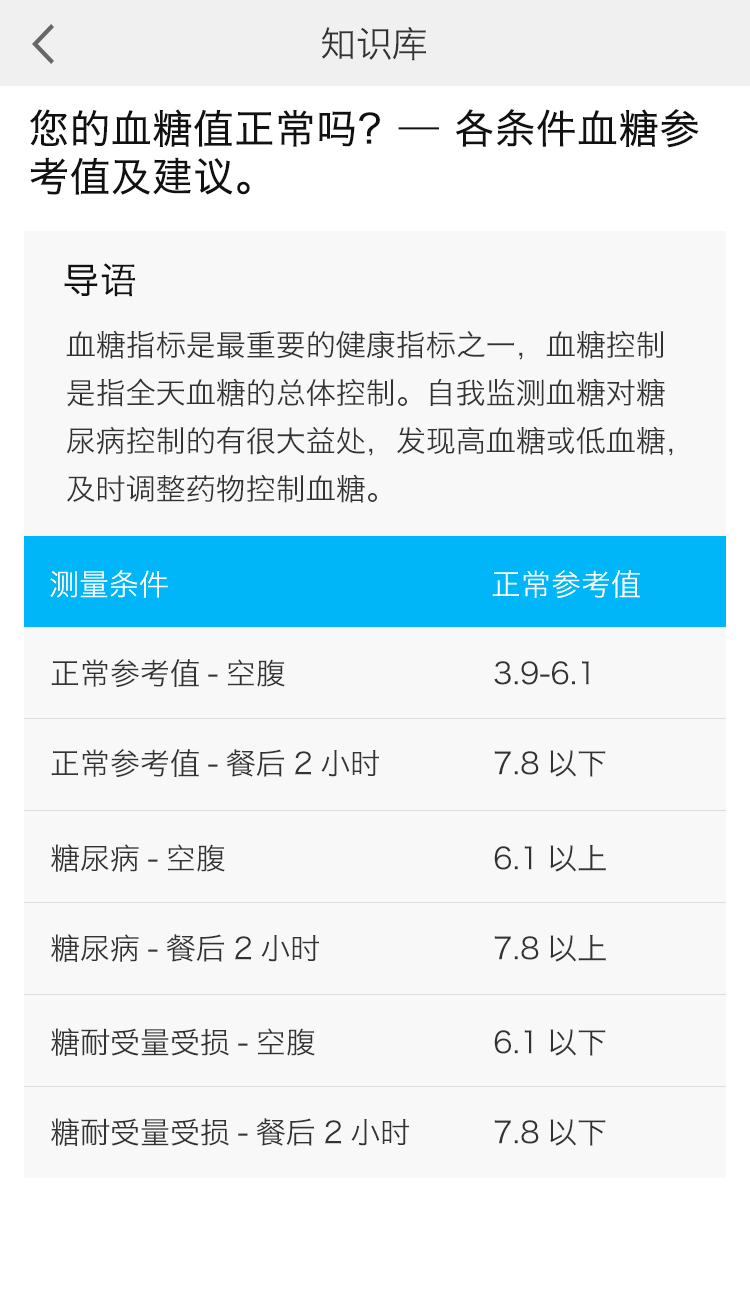 知识库
您的血糖值正常吗？— 各条件血糖参
考值及建议。
导语
血糖指标是最重要的健康指标之一，血糖控制
是指全天血糖的总体控制。自我监测血糖对糖
尿病控制的有很大益处，发现高血糖或低血糖，
及时调整药物控制血糖。
测量条件 正常参考值
正常参考值 - 空腹 3.9-6.1
正常参考值 - 餐后 2 小时 7.8 以下
糖尿病 - 空腹 6.1 以上
糖尿病 - 餐后 2 小时 7.8 以上
糖耐受量受损 - 空腹 6.1 以下
糖耐受量受损 - 餐后 2 小时 7.8 以下